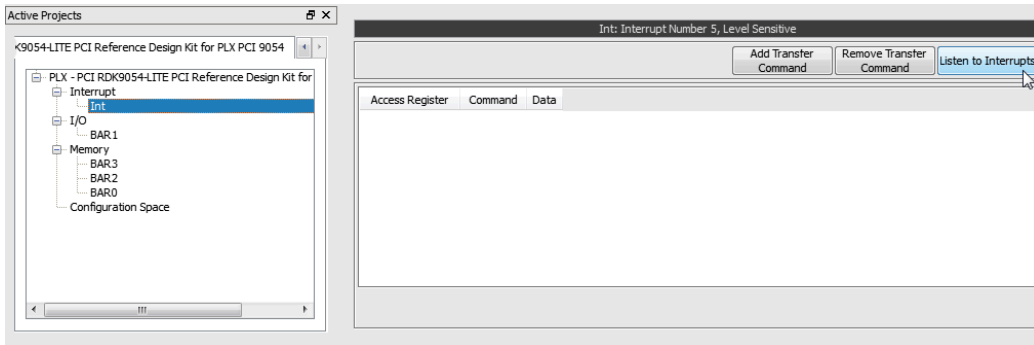 Active Projects
K9054-LITE PCI Reference Design Kit for PLX PCI 9054
PLX - PCI RDK9054-LITE PCI Reference Design Kit for
Interrupt
Int
I/O
BAR1
Memory
BAR3
BAR2
BAR0
Configuration Space
Int: Interrupt Number 5, Level Sensitive
Add Transfer Command
Remove Transfer Command
Listen to Interrupts
Access Register Command Data